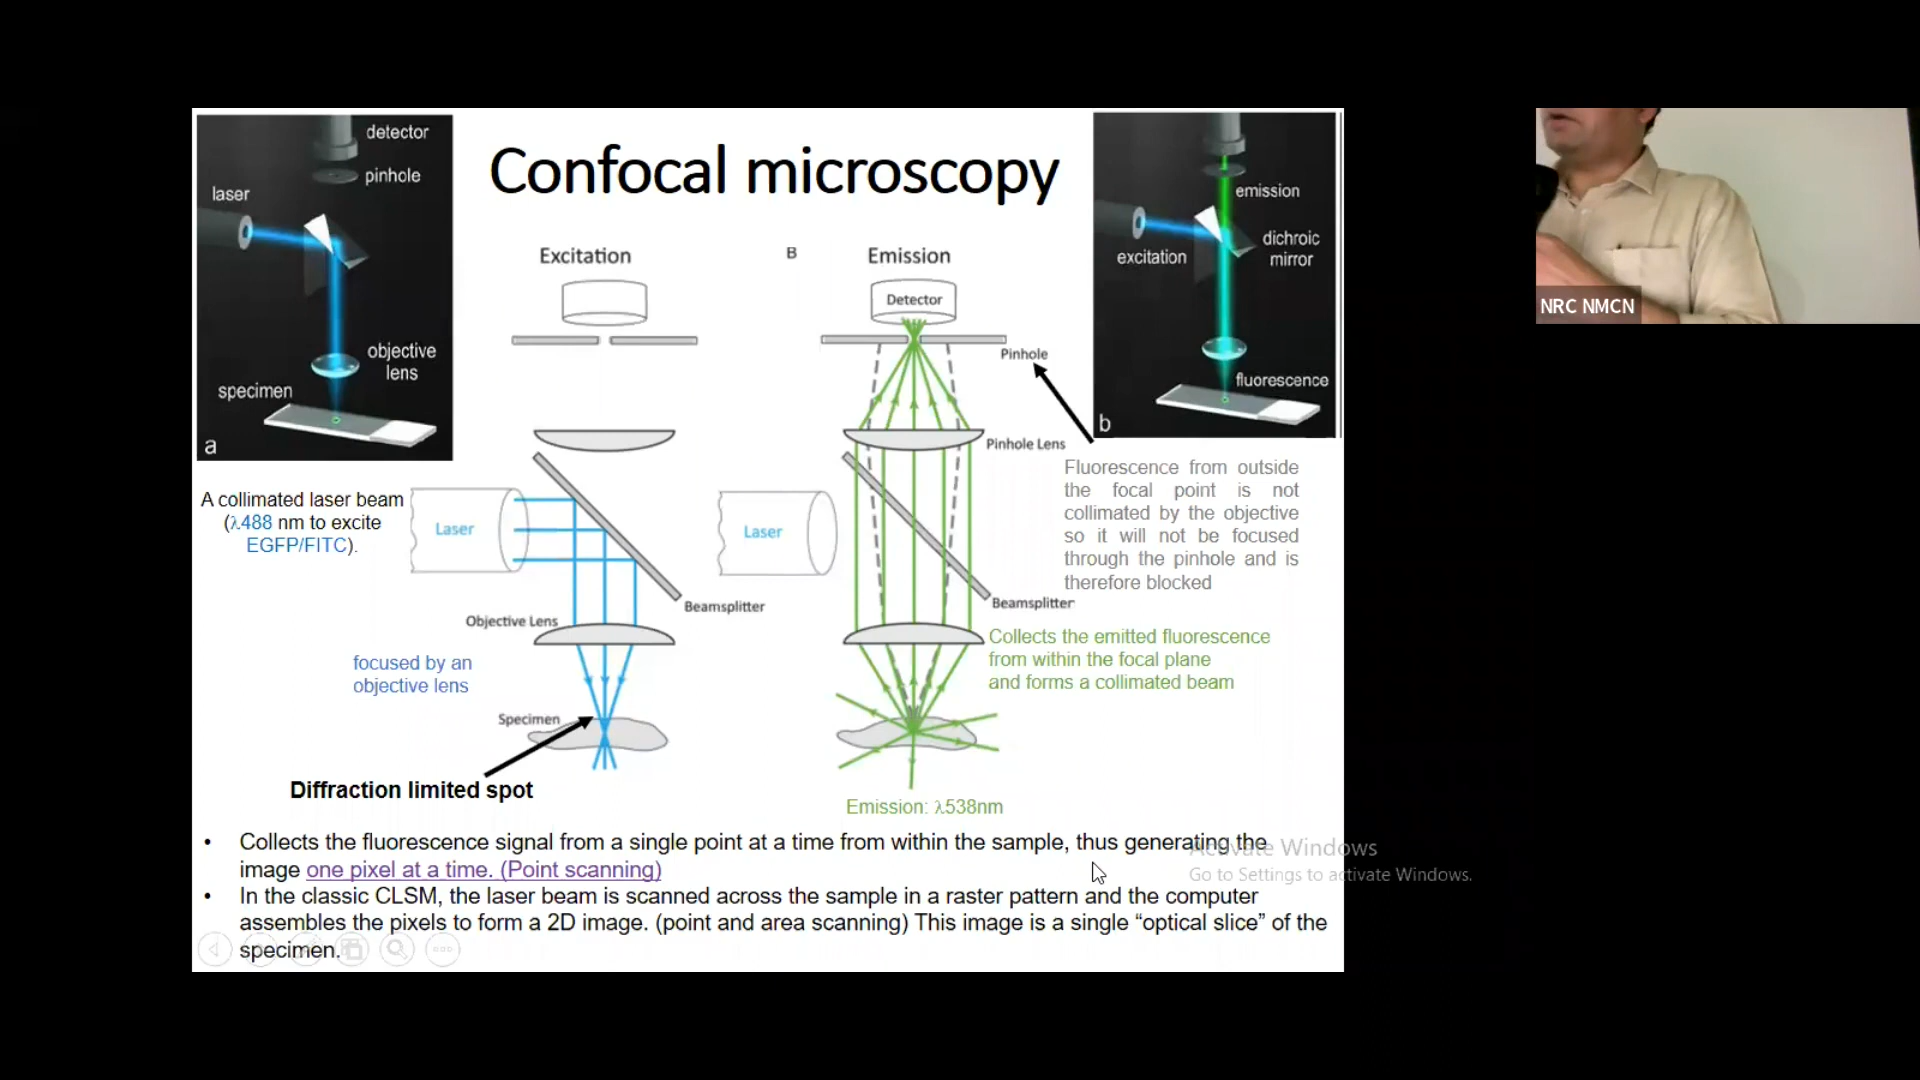 Confocal microscopy
detector
pinhole
laser
objective
lens
specimen
a
emission
dichroic
mirror
excitation
fluorescence
b
NRC NMCN
Excitation
B
Emission
Detector
Pinhole
Pinhole Lens
A collimated laser beam
(λ488 nm to excite
EGFP/FITC).
Laser
Laser
Beamsplitter
Beamsplitter
Objective Lens
focused by an
objective lens
Specimen
Diffraction limited spot
Fluorescence from outside
the focal point is not
collimated by the objective
so it will not be focused
through the pinhole and is
therefore blocked
Collects the emitted fluorescence
from within the focal plane
and forms a collimated beam
Emission: λ538nm
• Collects the fluorescence signal from a single point at a time from within the sample, thus generating the
image one pixel at a time. (Point scanning)
• In the classic CLSM, the laser beam is scanned across the sample in a raster pattern and the computer
assembles the pixels to form a 2D image. (point and area scanning) This image is a single “optical slice” of the
specimen.
Activate Windows
Go to Settings to activate Windows.